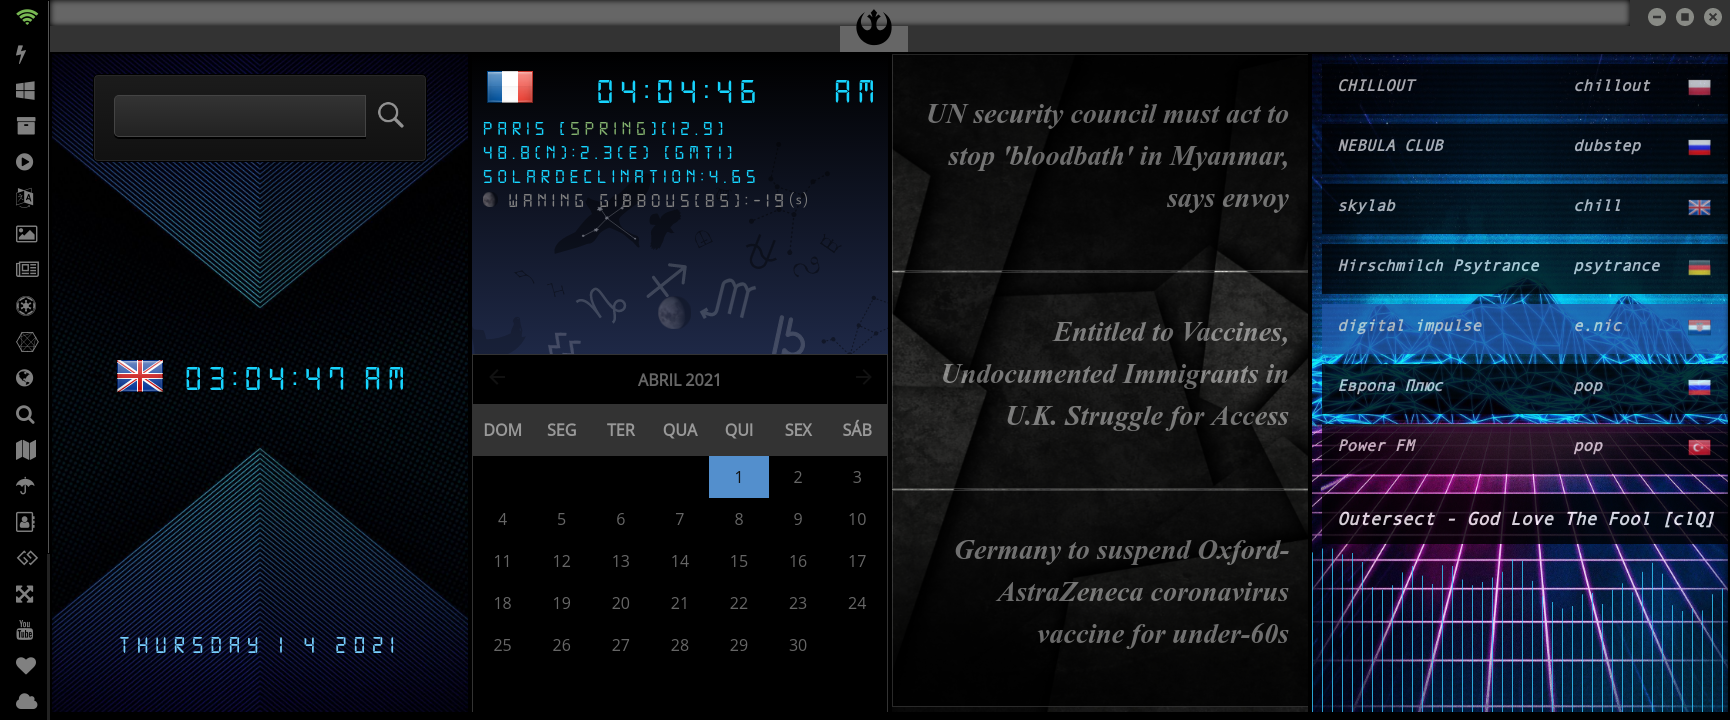 03:04:47 AM
THURSDAY 1 4 2021
04:04:46 AM
PARIS [SPRING][12.9]
48.8(N):2.3(E) [GMT1]
SOLARDECLINATION:4.65
WANING GIBBOUS[85]:-19(s)
ABRIL 2021
DOM SEG TER QUA QUI SEX SÁB
1 2 3
4 5 6 7 8 9 10
11 12 13 14 15 16 17
18 19 20 21 22 23 24
25 26 27 28 29 30
UN security council must act to
stop 'bloodbath' in Myanmar,
says envoy
Entitled to Vaccines,
Undocumented Immigrants in
U.K. Struggle for Access
Germany to suspend Oxford-
AstraZeneca coronavirus
vaccine for under-60s
CHILLOUT chillout
NEBULA CLUB dubstep
skylab chill
Hirschmilch Psytrance psytrance
digital impulse e.nic
Европа Плюс pop
Power FM pop
Outersect - God Love The Fool [clQ]
You
Tube